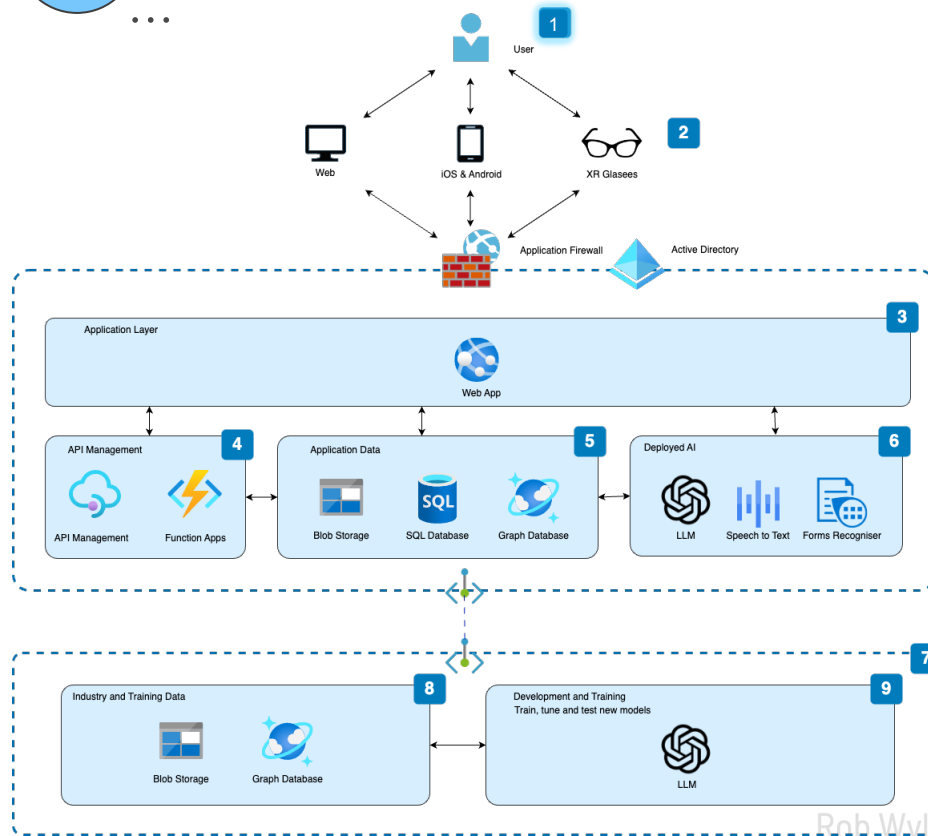 ...
1
User
2
Web
iOS & Android
XR Glasees
Application Firewall
Active Directory
3
Application Layer
Web App
4
API Management
API Management
Function Apps
5
Application Data
SQL
Blob Storage
SQL Database
Graph Database
6
Deployed AI
LLM
Speech to Text
Forms Recogniser
7
8
Industry and Training Data
Blob Storage
Graph Database
9
Development and Training
Train, tune and test new models
LLM
Rob Wyl